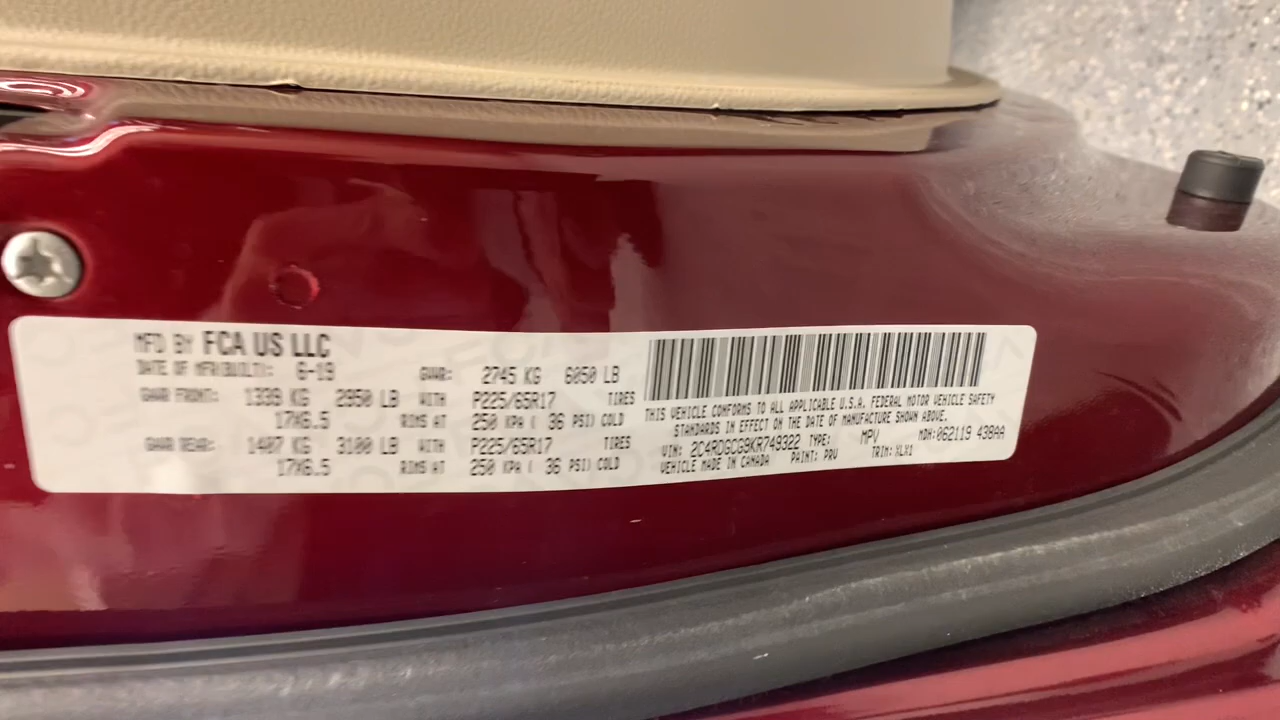 MFD BY FCA US LLC
DATE OF MFR(BUILT): 6-19 GVWR: 2745 KG 6050 LB
GAWR FRONT: 1339 KG 2950 LB WITH P225/65R17 TIRES
17X6.5 RIMS AT 250 KPA ( 36 PSI) COLD
GAWR REAR: 1407 KG 3100 LB WITH P225/65R17 TIRES
17X6.5 RIMS AT 250 KPA ( 36 PSI) COLD
THIS VEHICLE CONFORMS TO ALL APPLICABLE U.S.A. FEDERAL MOTOR VEHICLE SAFETY
STANDARDS IN EFFECT ON THE DATE OF MANUFACTURE SHOWN ABOVE.
VIN: 2C4RDGCG9KR749322 TYPE: MPV MDH:062119 438AA
VEHICLE MADE IN CANADA PAINT: PRV TRIM: XLX1